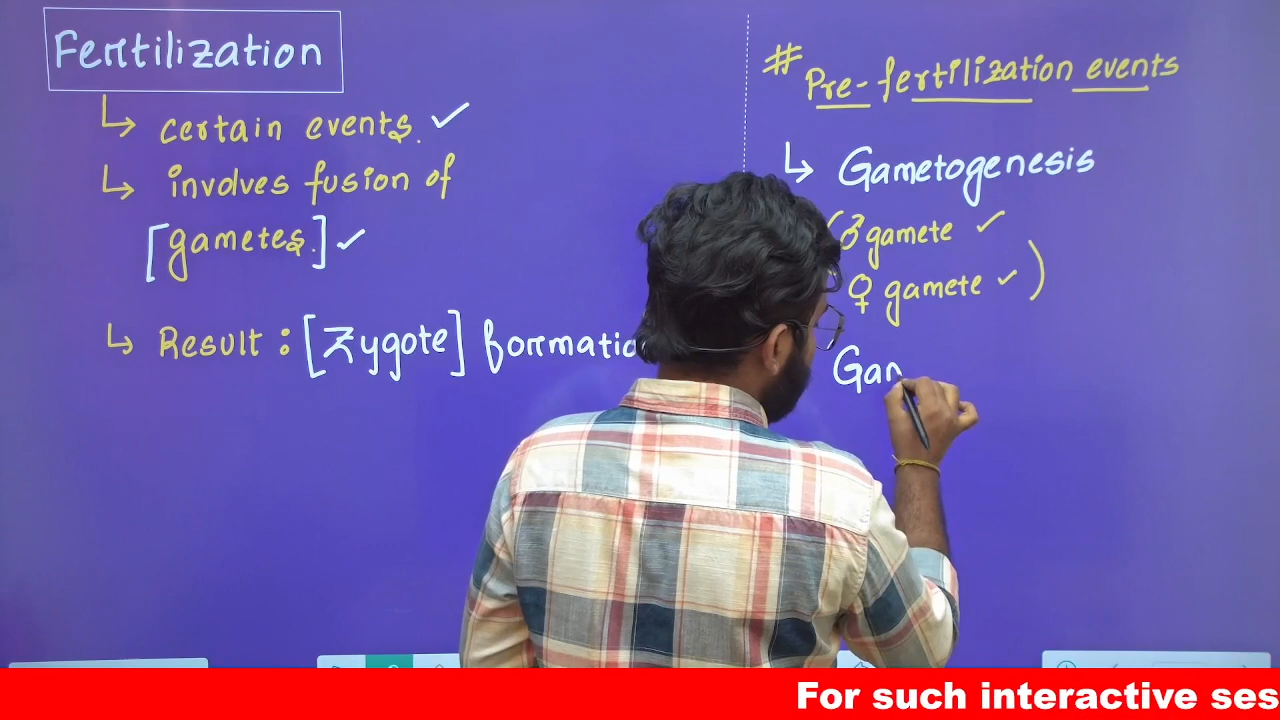 Fertilization
↳ certain events. ✓
↳ involves fusion of
[gametes.] ✓
↳ Result : [Zygote] formatio
# Pre-fertilization events
↳ Gametogenesis
(♂ gamete ✓
♀ gamete ✓)
Gam
For such interactive ses